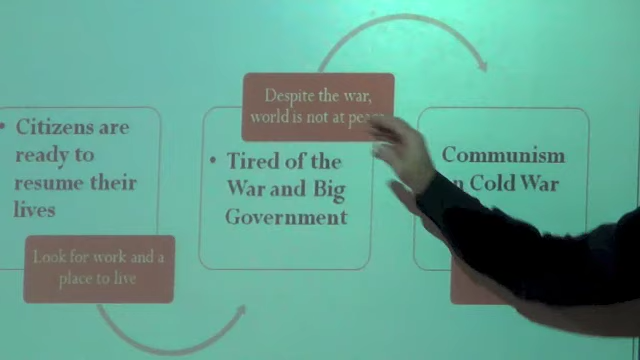 • Citizens are
ready to
resume their
lives
Look for work and a
place to live
Despite the war,
world is not at peace
• Tired of the
War and Big
Government
Communism
Cold War